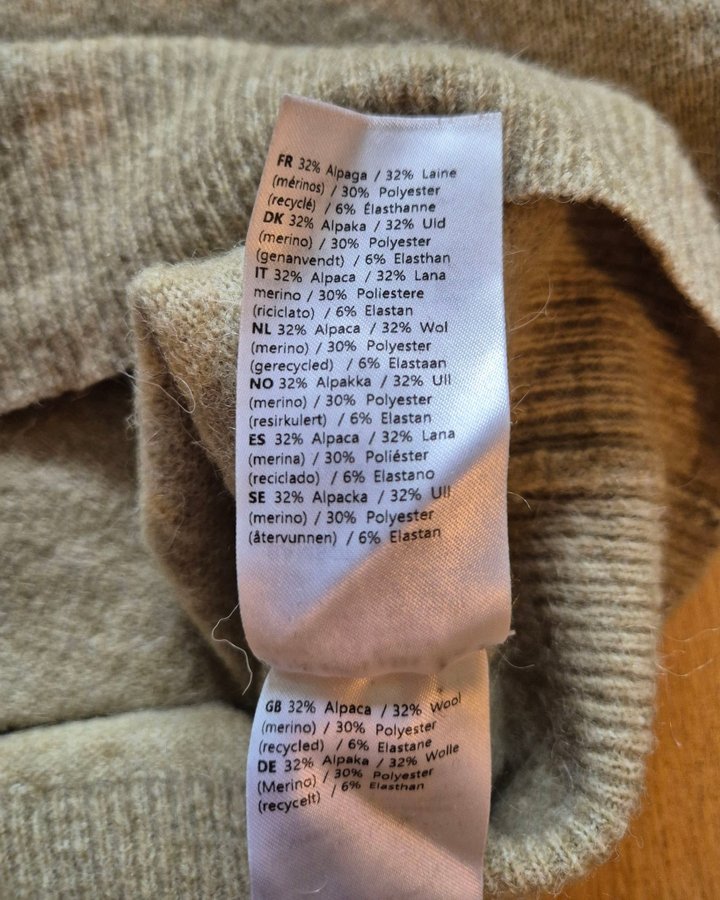 FR 32% Alpaga / 32% Laine
(mérinos) / 30% Polyester
(recyclé) / 6% Élasthanne
DK 32% Alpaka / 32% Uld
(merino) / 30% Polyester
(genanvendt) / 6% Elasthan
IT 32% Alpaca / 32% Lana
merino / 30% Poliestere
(riciclato) / 6% Elastan
NL 32% Alpaca / 32% Wol
(merino) / 30% Polyester
(gerecycled) / 6% Elastaan
NO 32% Alpakka / 32% Ull
(merino) / 30% Polyester
(resirkulert) / 6% Elastan
ES 32% Alpaca / 32% Lana
(merina) / 30% Poliéster
(reciclado) / 6% Elastano
SE 32% Alpacka / 32% Ull
(merino) / 30% Polyester
(återvunnen) / 6% Elastan
GB 32% Alpaca / 32% Wool
(merino) / 30% Polyester
(recycled) / 6% Elastane
DE 32% Alpaka / 32% Wolle
(Merino) / 30% Polyester
(recycelt) / 6% Elasthan